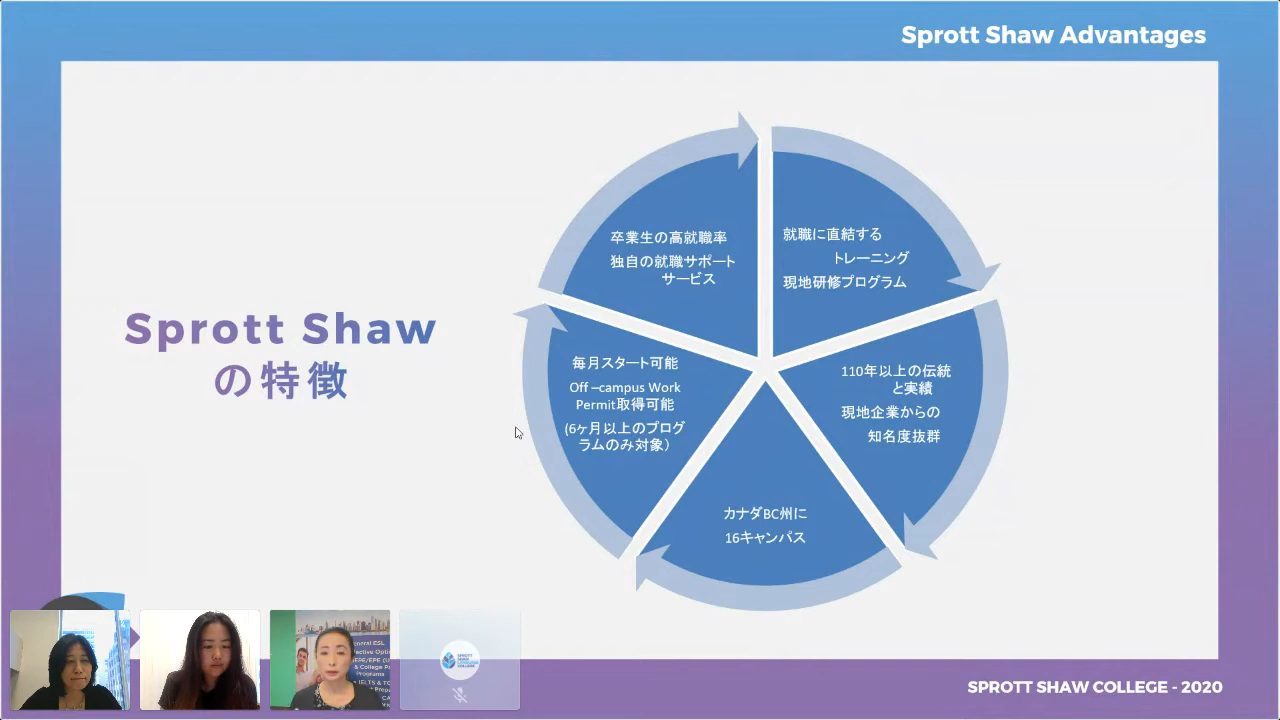 Sprott Shaw Advantages
Sprott Shaw
の特徴
卒業生の高就職率
独自の就職サポート
サービス
就職に直結する
トレーニング
現地研修プログラム
110年以上の伝統
と実績
現地企業からの
知名度抜群
カナダBC州に
16キャンパス
毎月スタート可能
Off–campus Work
Permit取得可能
(6ヶ月以上のプログ
ラムのみ対象）
General ESL
SPROTT
SHAW
LANGUAGE
COLLEGE
SPROTT SHAW COLLEGE - 2020